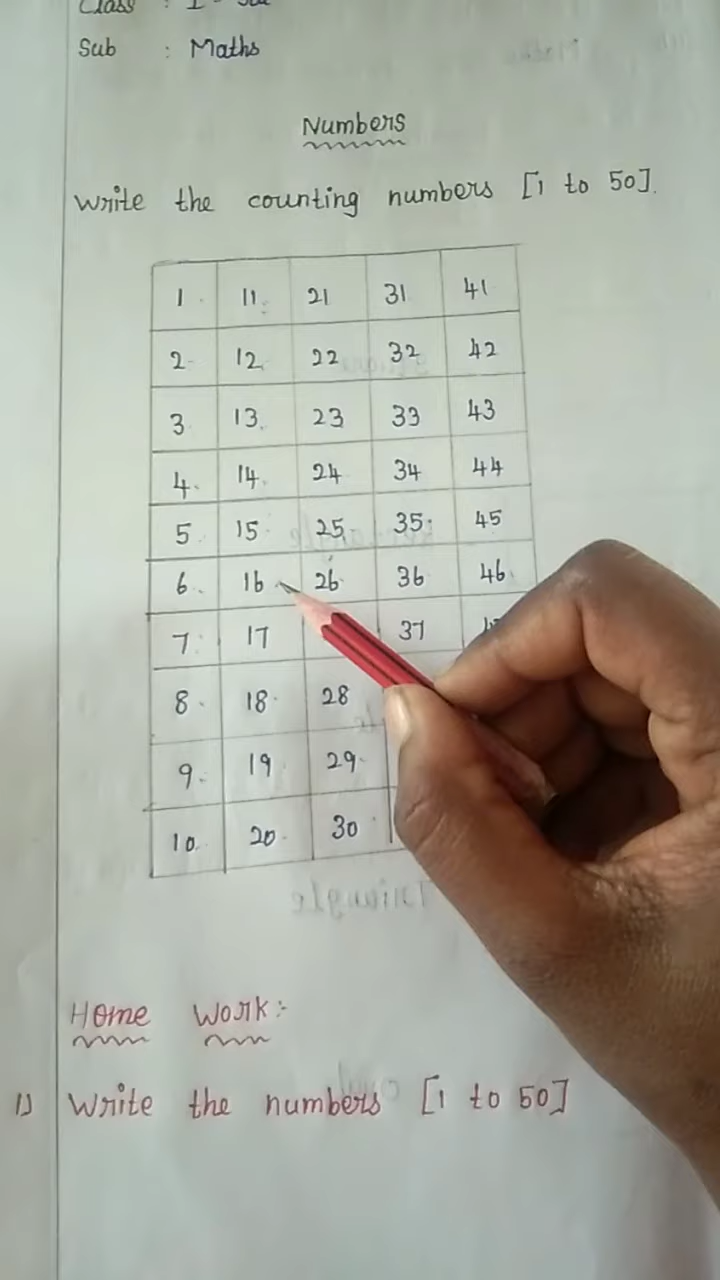 Class : I
Sub : Maths
Numbers
Write the counting numbers [1 to 50].
1 11 21 31 41
2 12 22 32 42
3 13 23 33 43
4 14 24 34 44
5 15 25 35 45
6 16 26 36 46
7 17 37
8 18 28
9 19 29
10 20 30
Triangle
Home Work:-
1) Write the numbers [1 to 50]